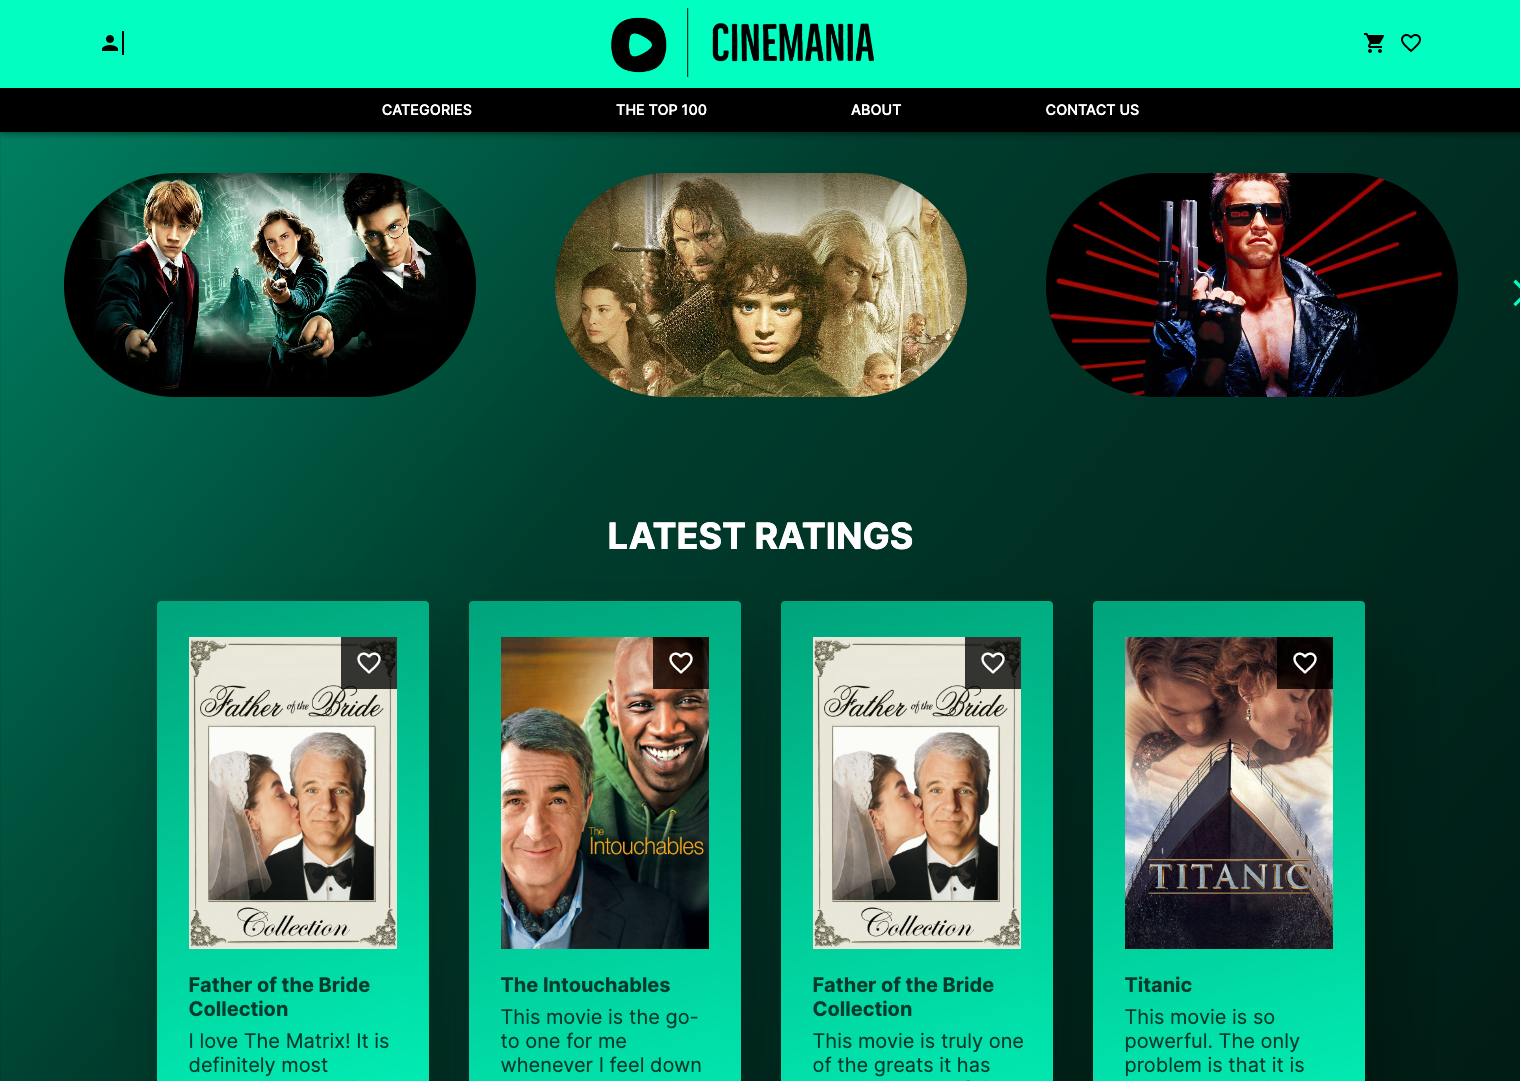 CINEMANIA
CATEGORIES
THE TOP 100
ABOUT
CONTACT US
LATEST RATINGS
Father of the Bride
Collection
The
Intouchables
Father of the Bride
Collection
TITANIC
Father of the Bride
Collection
I love The Matrix! It is
definitely most
The Intouchables
This movie is the go-
to one for me
whenever I feel down
Father of the Bride
Collection
This movie is truly one
of the greats it has
Titanic
This movie is so
powerful. The only
problem is that it is